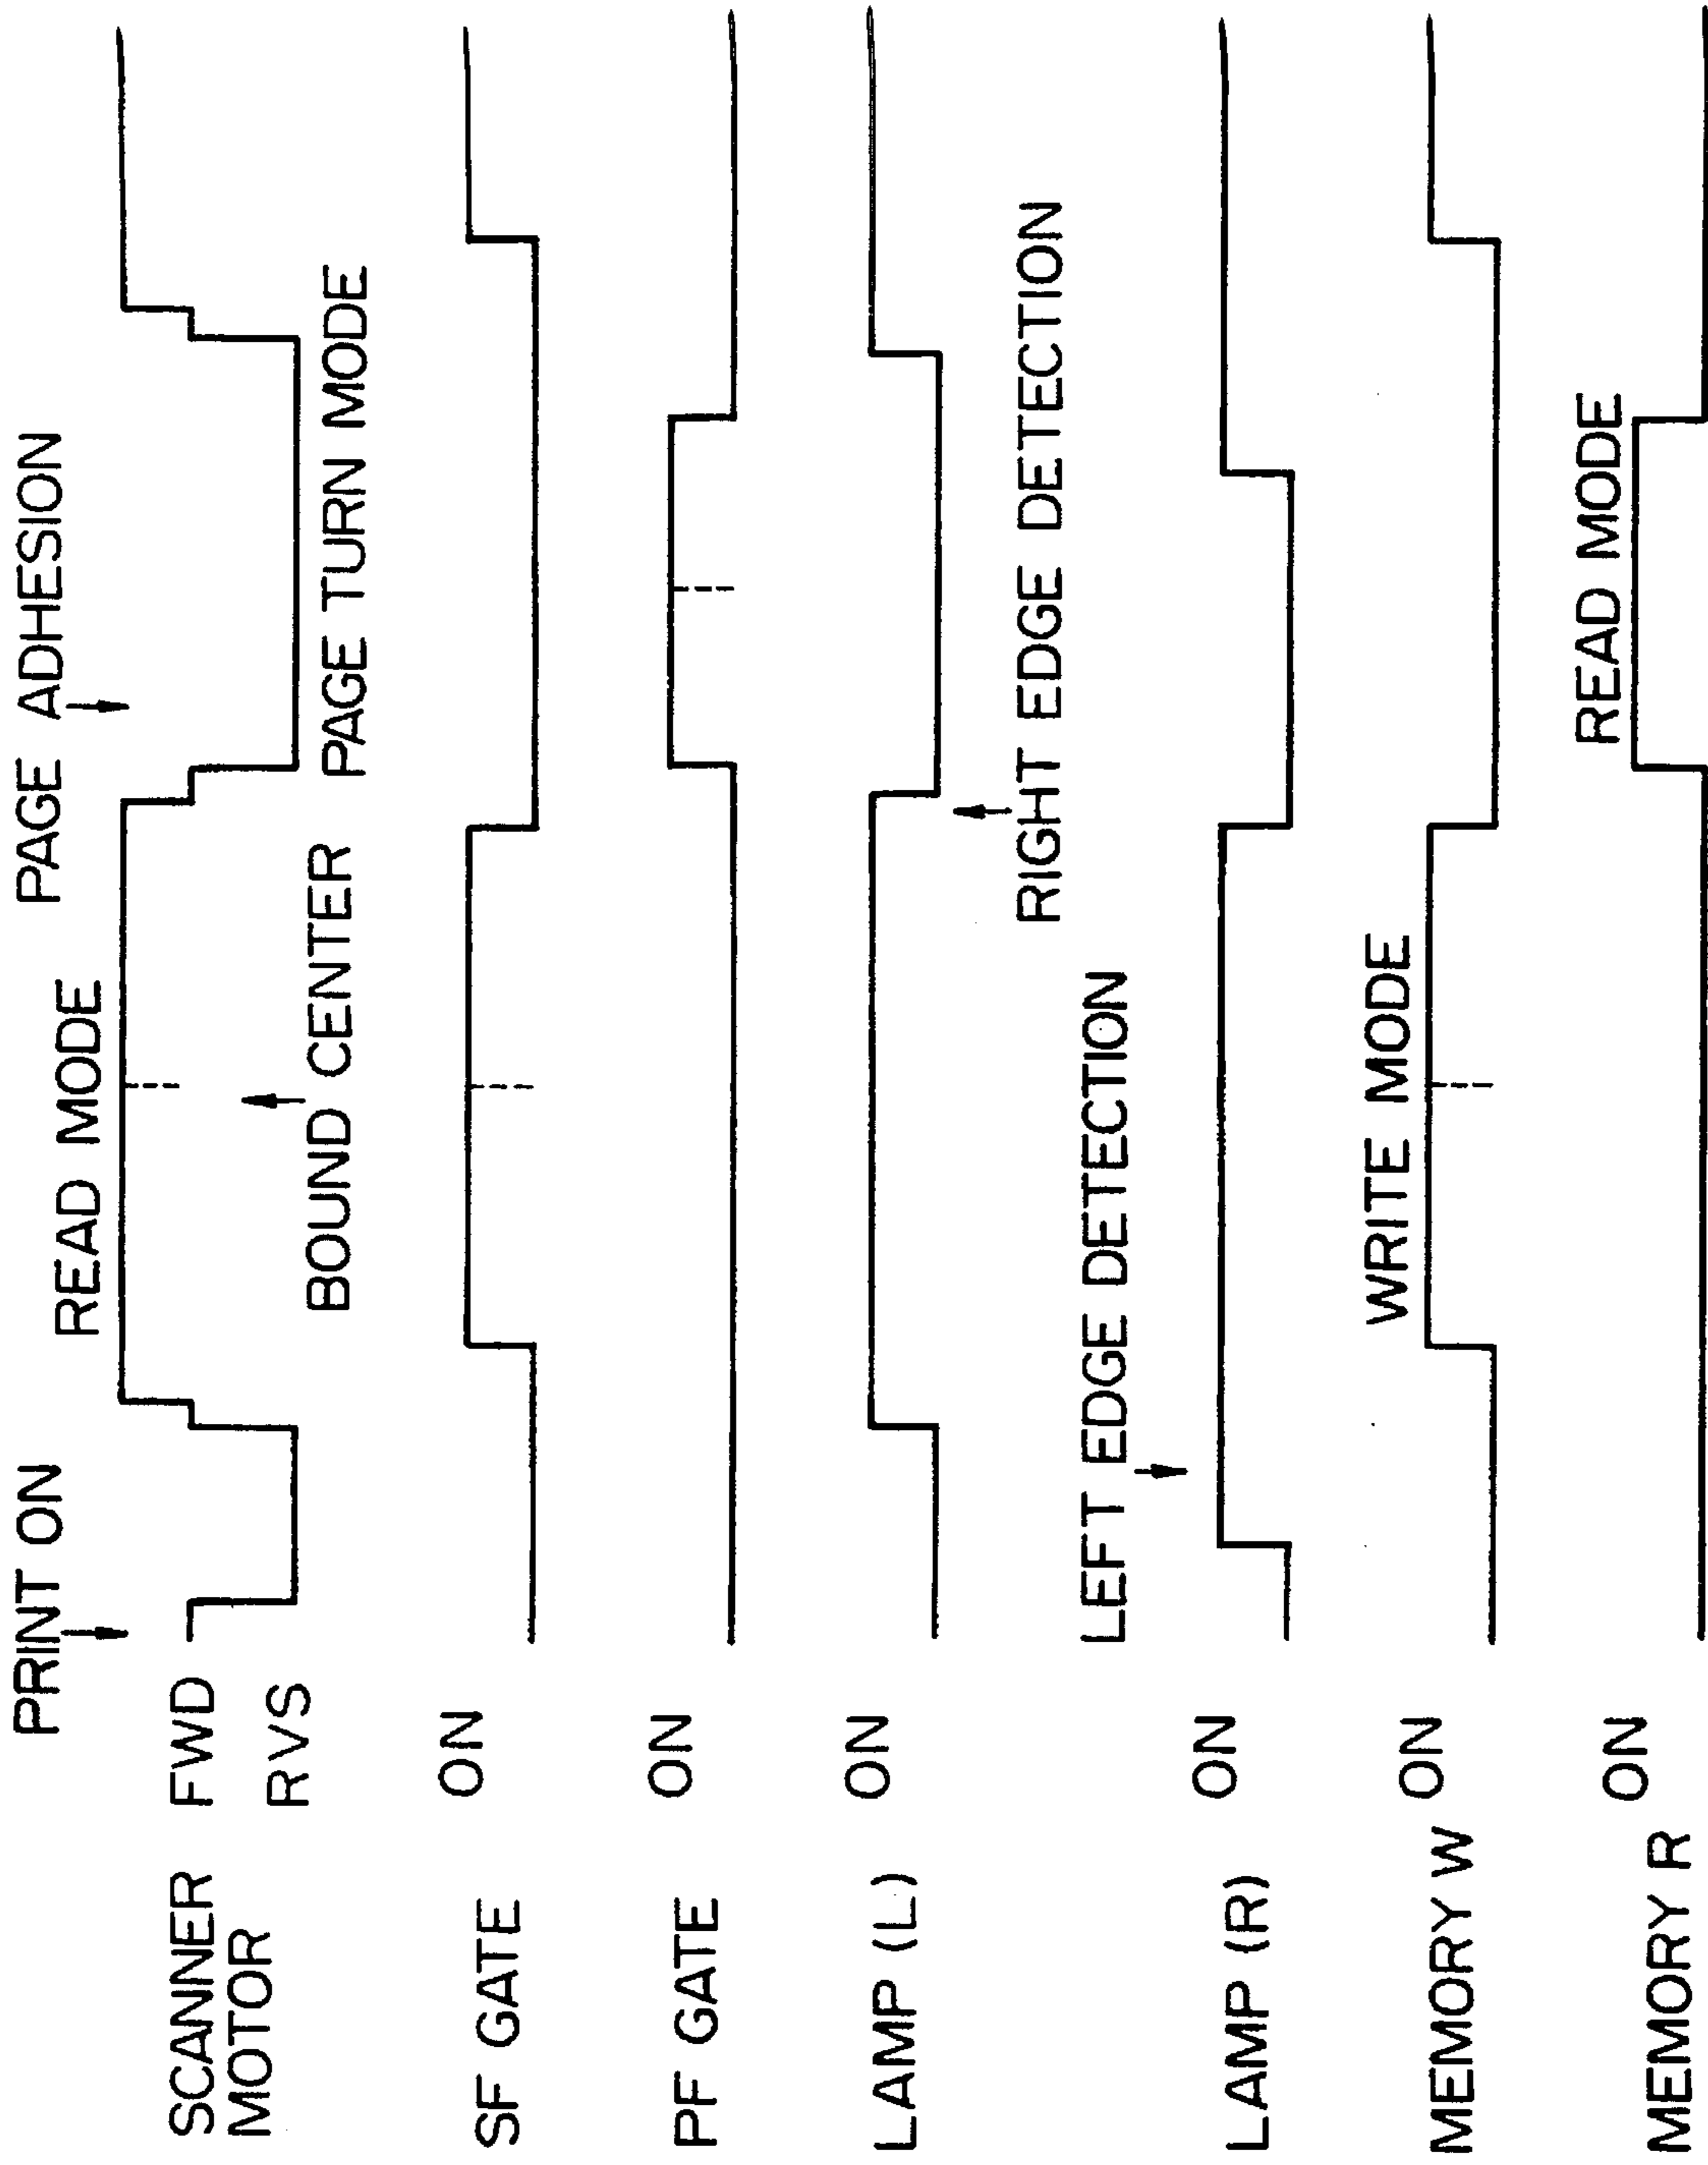 PRINT ON
PAGE ADHESION
READ MODE
SCANNER MOTOR
FWD
RVS
BOUND CENTER
PAGE TURN MODE
SF GATE
ON
PF GATE
ON
LAMP (L)
ON
RIGHT EDGE DETECTION
LEFT EDGE DETECTION
LAMP (R)
ON
WRITE MODE
MEMORY W
ON
READ MODE
MEMORY R
ON